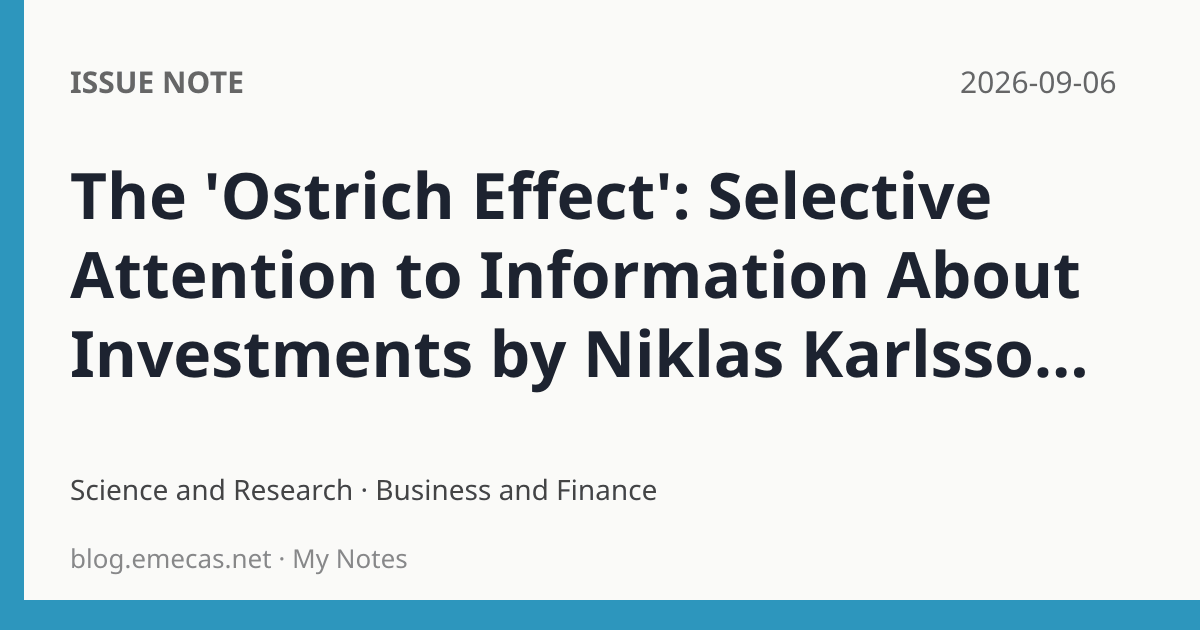 ISSUE NOTE
2026-09-06
The 'Ostrich Effect': Selective
Attention to Information About
Investments by Niklas Karlsso...
Science and Research · Business and Finance
blog.emecas.net · My Notes